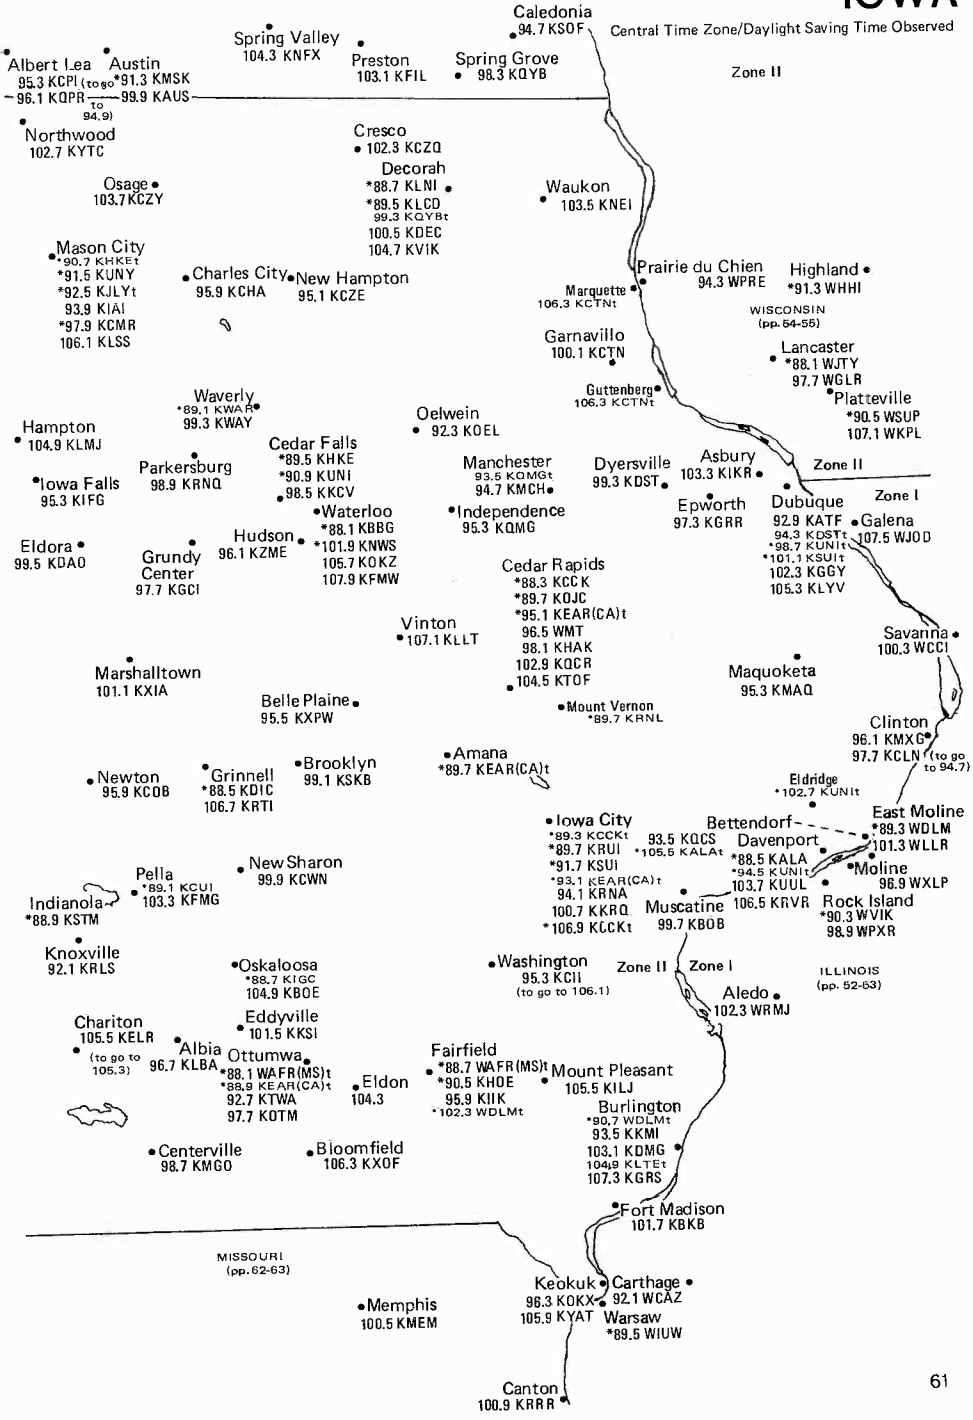 IOWA
Central Time Zone/Daylight Saving Time Observed
Caledonia
94.7 KSOF
Spring Valley
104.3 KNFX
Preston
103.1 KFIL
Spring Grove
98.3 KQYB
Zone II
Albert Lea
95.3 KCPI (to go
96.1 KQPR to
94.9)
Austin
*91.3 KMSK
99.9 KAUS
Northwood
102.7 KYTC
Cresco
102.3 KCZQ
Decorah
*88.7 KLNI
*89.5 KLCD
99.3 KQYBt
100.5 KDEC
104.7 KVIK
Osage
103.7 KCZY
Waukon
103.5 KNEI
Mason City
*90.7 KHKEt
*91.5 KUNY
*92.5 KJLYt
93.9 KIAI
*97.9 KCMR
106.1 KLSS
Charles City
95.9 KCHA
New Hampton
95.1 KCZE
Prairie du Chien
94.3 WPRE
Highland
*91.3 WHHI
Marquette
106.3 KCTNt
WISCONSIN
(pp. 54-55)
Garnavillo
100.1 KCTN
Lancaster
*88.1 WJTY
97.7 WGLR
Guttenberg
106.3 KCTNt
Platteville
*90.5 WSUP
107.1 WKPL
Waverly
*89.1 KWAR
99.3 KWAY
Oelwein
92.3 KOEL
Hampton
104.9 KLMJ
Cedar Falls
*89.5 KHKE
*90.9 KUNI
98.5 KKCV
Parkersburg
98.9 KRNQ
Manchester
93.5 KQMGt
94.7 KMCH
Dyersville
99.3 KDST
Asbury
103.3 KIKR
Zone II
Zone I
Iowa Falls
95.3 KIFG
Waterloo
*88.1 KBBG
*101.9 KNWS
105.7 KOKZ
107.9 KFMW
Independence
95.3 KQMG
Epworth
97.3 KGRR
Dubuque
92.9 KATF
94.3 KDSTt
*98.7 KUNIt
*101.1 KSUIt
102.3 KGGY
105.3 KLYV
Galena
107.5 WJOD
Hudson
96.1 KZME
Eldora
99.5 KDAO
Grundy
Center
97.7 KGCI
Cedar Rapids
*88.3 KCCK
*89.7 KOJC
*95.1 KEAR(CA)t
96.5 WMT
98.1 KHAK
102.9 KQCR
104.5 KTOF
Vinton
107.1 KLLT
Savanna
100.3 WCCI
Marshalltown
101.1 KXIA
Maquoketa
95.3 KMAQ
Belle Plaine
95.5 KXPW
Mount Vernon
*89.7 KRNL
Clinton
96.1 KMXG
97.7 KCLN (to go
to 94.7)
Newton
95.9 KCOB
Grinnell
*88.5 KDIC
106.7 KRTI
Brooklyn
99.1 KSKB
Amana
*89.7 KEAR(CA)t
Eldridge
*102.7 KUNIt
Iowa City
*89.3 KCCKt
*89.7 KRUI
*91.7 KSUI
*93.1 KEAR(CA)t
94.1 KRNA
100.7 KKRQ
*106.9 KCCKt
Bettendorf
93.5 KQCS
*105.5 KALAt
Davenport
*88.5 KALA
*94.5 KUNIt
103.7 KUUL
106.5 KRVR
East Moline
*89.3 WDLM
101.3 WLLR
Moline
96.9 WXLP
Rock Island
*90.3 WVIK
98.9 WPXR
Muscatine
99.7 KBOB
Pella
*89.1 KCUI
103.3 KFMG
New Sharon
99.9 KCWN
Indianola
*88.9 KSTM
Knoxville
92.1 KRLS
Oskaloosa
*88.7 KIGC
104.9 KBOE
Washington
95.3 KCII
(to go to 106.1)
Zone II
Zone I
ILLINOIS
(pp. 52-53)
Aledo
102.3 WRMJ
Chariton
105.5 KELR
(to go to
105.3)
Eddyville
101.5 KKSI
Albia
96.7 KLBA
Ottumwa
*88.1 WAFR(MS)t
*88.9 KEAR(CA)t
92.7 KTWA
97.7 KOTM
Eldon
104.3
Fairfield
*88.7 WAFR(MS)t
*90.5 KHOE
95.9 KIIK
*102.3 WDLMt
Mount Pleasant
105.5 KILJ
Burlington
*90.7 WDLMt
93.5 KKMI
103.1 KDMG
104.9 KLTEt
107.3 KGRS
Centerville
98.7 KMGO
Bloomfield
106.3 KXOF
Fort Madison
101.7 KBKB
MISSOURI
(pp. 62-63)
Keokuk
96.3 KOKX
105.9 KYAT
Carthage
92.1 WCAZ
Warsaw
*89.5 WIUW
Memphis
100.5 KMEM
Canton
100.9 KRRR
61